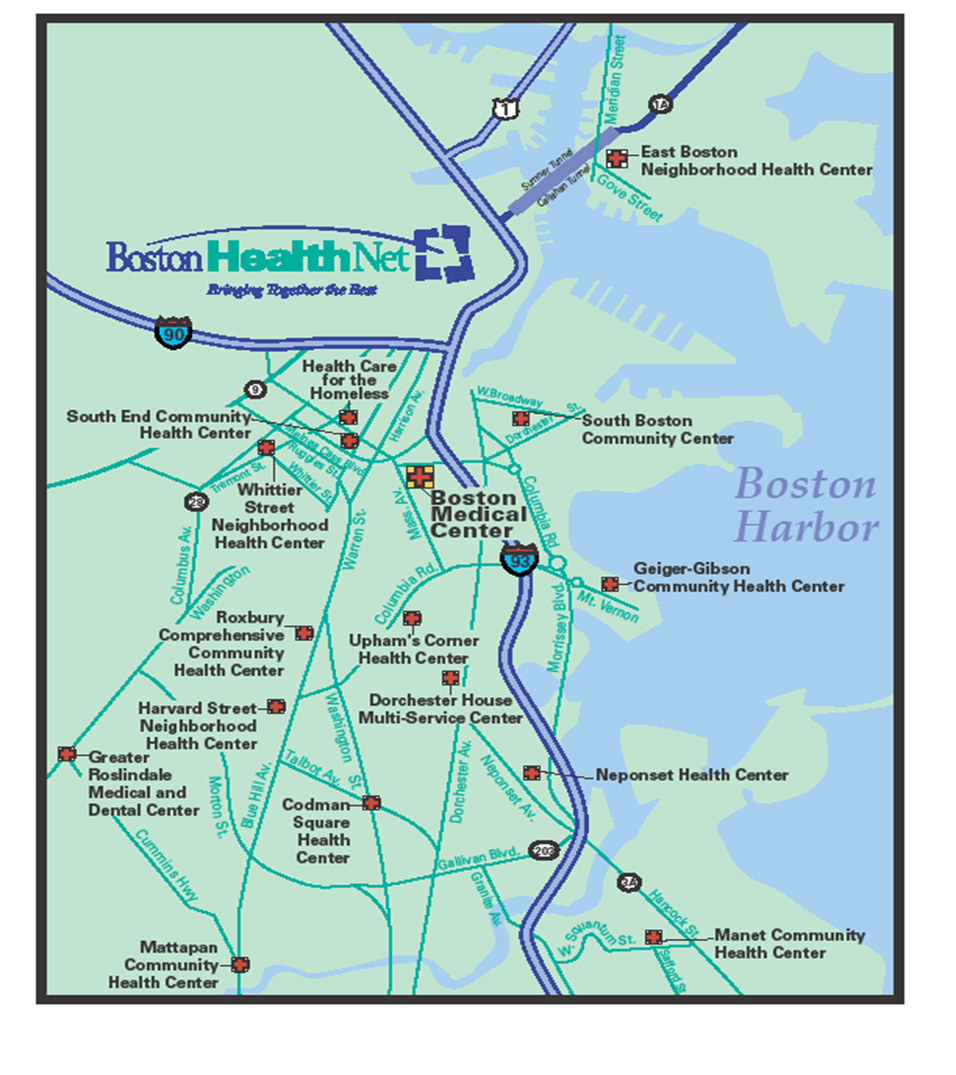 Meridian Street
1A
1
East Boston
Neighborhood Health Center
Sumner Tunnel
Callahan Tunnel
Gove Street
Boston HealthNet
Bringing Together the Best
90
Health Care
for the
Homeless
9
South End Community
Health Center
Harrison Av.
W.Broadway
Dorchester St.
South Boston
Community Center
Melnea Cass Blvd.
Ruggles St.
Whittier St.
Tremont St.
28
Whittier
Street
Neighborhood
Health Center
Mass. Av.
Boston
Medical
Center
Columbia Rd.
Boston
Harbor
Columbus Av.
Warren St.
93
Washington
Columbia Rd.
Geiger-Gibson
Community Health Center
Mt. Vernon
Morrissey Blvd.
Roxbury
Comprehensive
Community
Health Center
Upham's Corner
Health Center
Dorchester House
Multi-Service Center
Harvard Street
Neighborhood
Health Center
Washington St.
Greater
Roslindale
Medical and
Dental Center
Talbot Av.
Morton St.
Blue Hill Av.
Dorchester Av.
Neponset Av.
Neponset Health Center
Codman
Square
Health
Center
Cummins Hwy
Gallivan Blvd.
203
Granite Av.
3A
Hancock St.
W. Squantum St.
Safford St.
Manet Community
Health Center
Mattapan
Community
Health Center